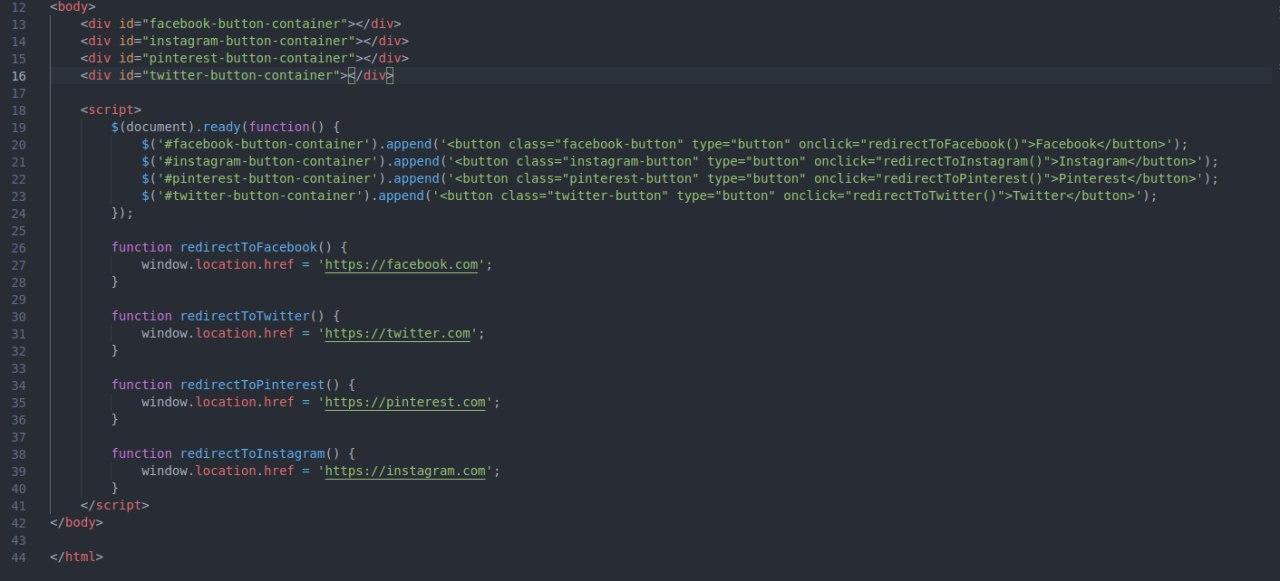 12 <body>
13     <div id="facebook-button-container"></div>
14     <div id="instagram-button-container"></div>
15     <div id="pinterest-button-container"></div>
16     <div id="twitter-button-container"></div>
17
18     <script>
19         $(document).ready(function() {
20             $('#facebook-button-container').append('<button class="facebook-button" type="button" onclick="redirectToFacebook()">Facebook</button>');
21             $('#instagram-button-container').append('<button class="instagram-button" type="button" onclick="redirectToInstagram()">Instagram</button>');
22             $('#pinterest-button-container').append('<button class="pinterest-button" type="button" onclick="redirectToPinterest()">Pinterest</button>');
23             $('#twitter-button-container').append('<button class="twitter-button" type="button" onclick="redirectToTwitter()">Twitter</button>');
24         });
25
26         function redirectToFacebook() {
27             window.location.href = 'https://facebook.com';
28         }
29
30         function redirectToTwitter() {
31             window.location.href = 'https://twitter.com';
32         }
33
34         function redirectToPinterest() {
35             window.location.href = 'https://pinterest.com';
36         }
37
38         function redirectToInstagram() {
39             window.location.href = 'https://instagram.com';
40         }
41     </script>
42 </body>
43
44 </html>